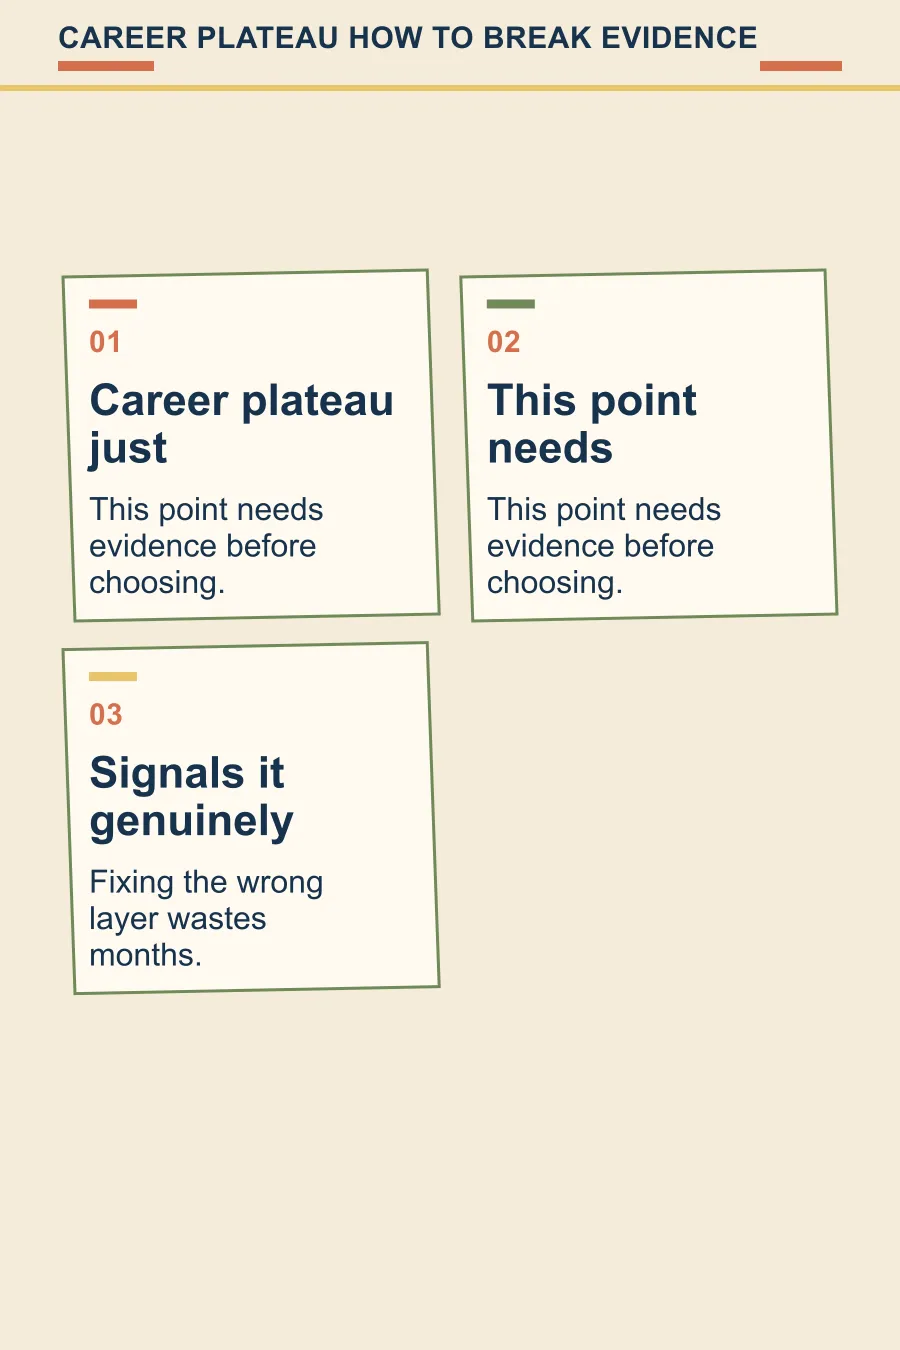 CAREER PLATEAU HOW TO BREAK EVIDENCE
01
Career plateau
just
This point needs
evidence before
choosing.
02
This point
needs
This point needs
evidence before
choosing.
03
Signals it
genuinely
Fixing the wrong
layer wastes
months.